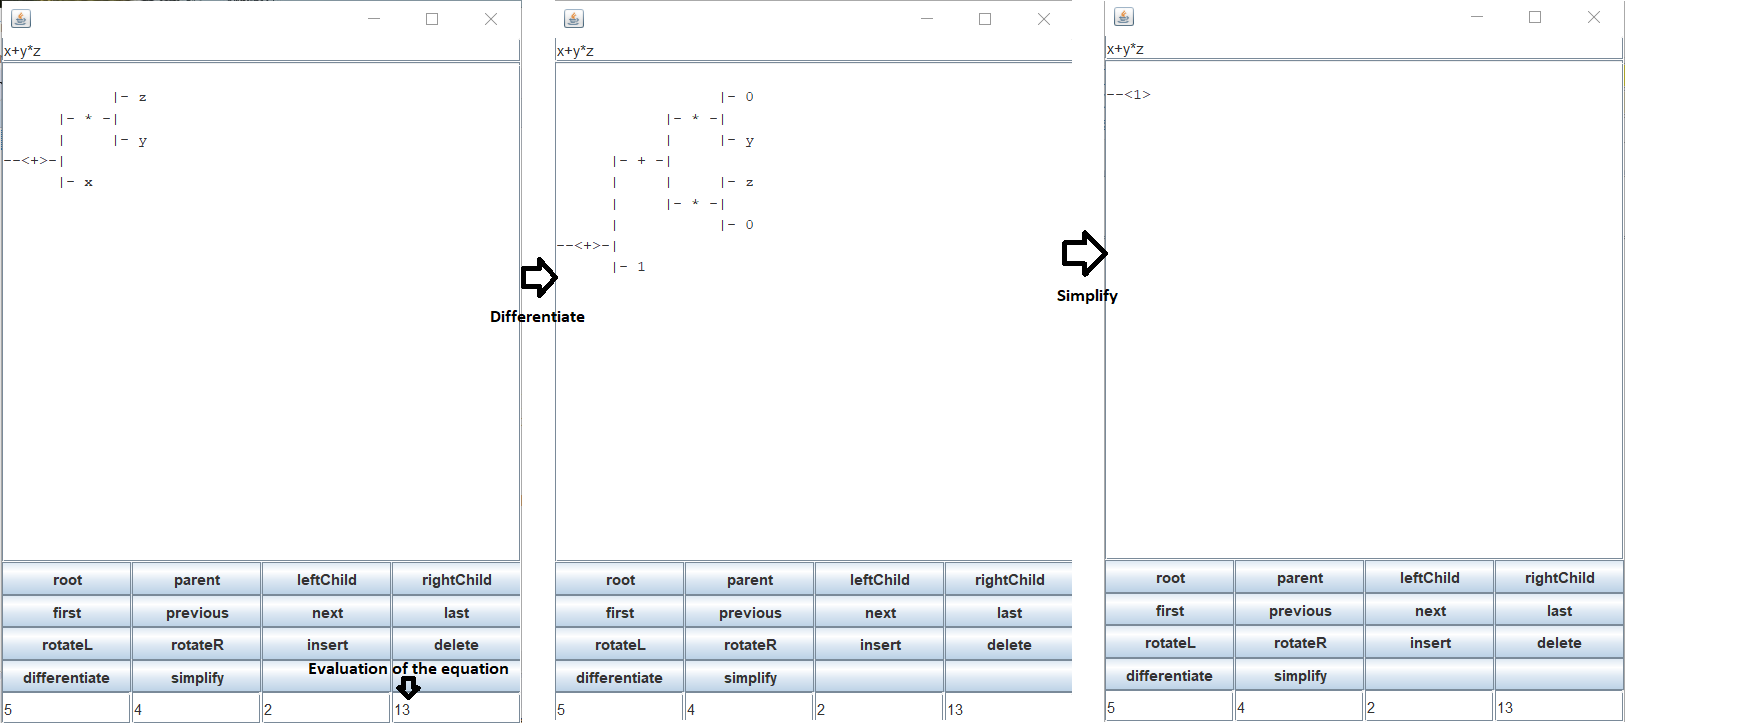 x+y*z
|- z
|- * -|
| |- y
--<+>-|
|- x
root parent leftChild rightChild
first previous next last
rotateL rotateR insert delete
differentiate simplify
Evaluation of the equation
5 4 2 13
Differentiate
x+y*z
|- 0
|- * -|
| |- y
|- + -|
| | |- z
| |- * -|
| |- 0
--<+>-|
|- 1
root parent leftChild rightChild
first previous next last
rotateL rotateR insert delete
differentiate simplify
5 4 2 13
Simplify
x+y*z
--<1>
root parent leftChild rightChild
first previous next last
rotateL rotateR insert delete
differentiate simplify
5 4 2 13